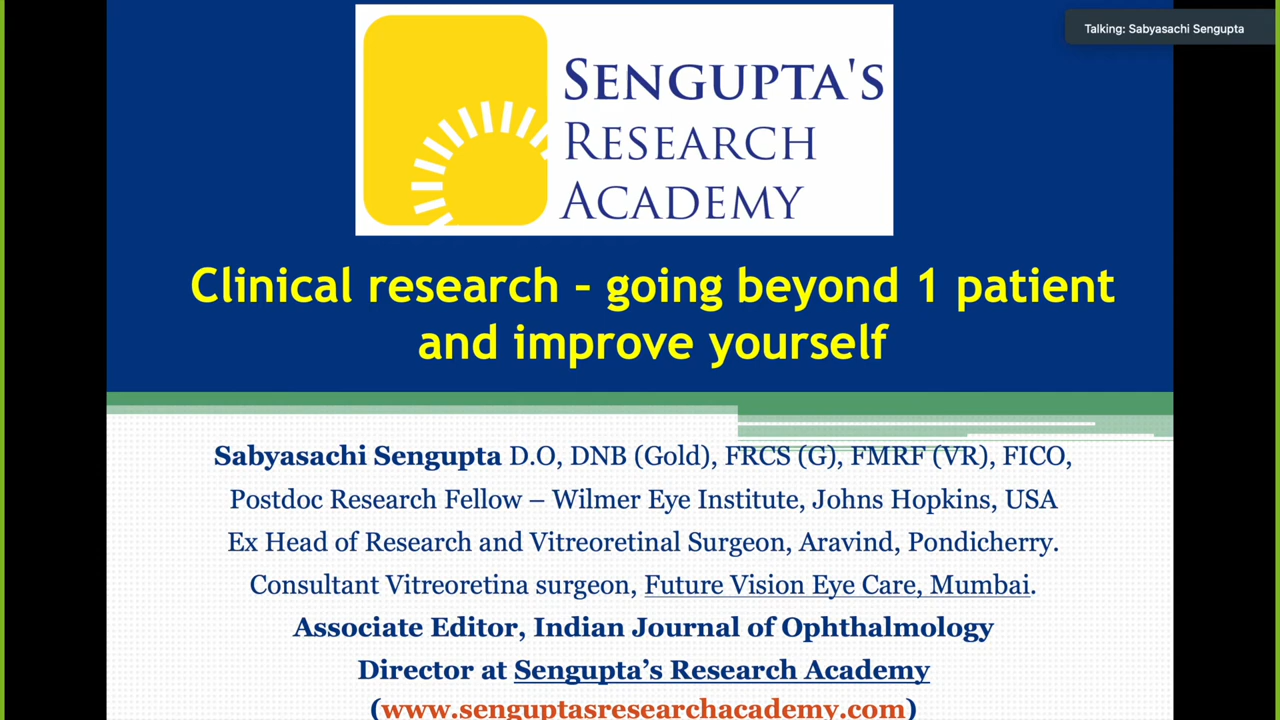 Talking: Sabyasachi Sengupta
SENGUPTA'S
RESEARCH
ACADEMY
Clinical research – going beyond 1 patient
and improve yourself
Sabyasachi Sengupta D.O, DNB (Gold), FRCS (G), FMRF (VR), FICO,
Postdoc Research Fellow – Wilmer Eye Institute, Johns Hopkins, USA
Ex Head of Research and Vitreoretinal Surgeon, Aravind, Pondicherry.
Consultant Vitreoretina surgeon, Future Vision Eye Care, Mumbai.
Associate Editor, Indian Journal of Ophthalmology
Director at Sengupta’s Research Academy
(www.senguptasresearchacademy.com)